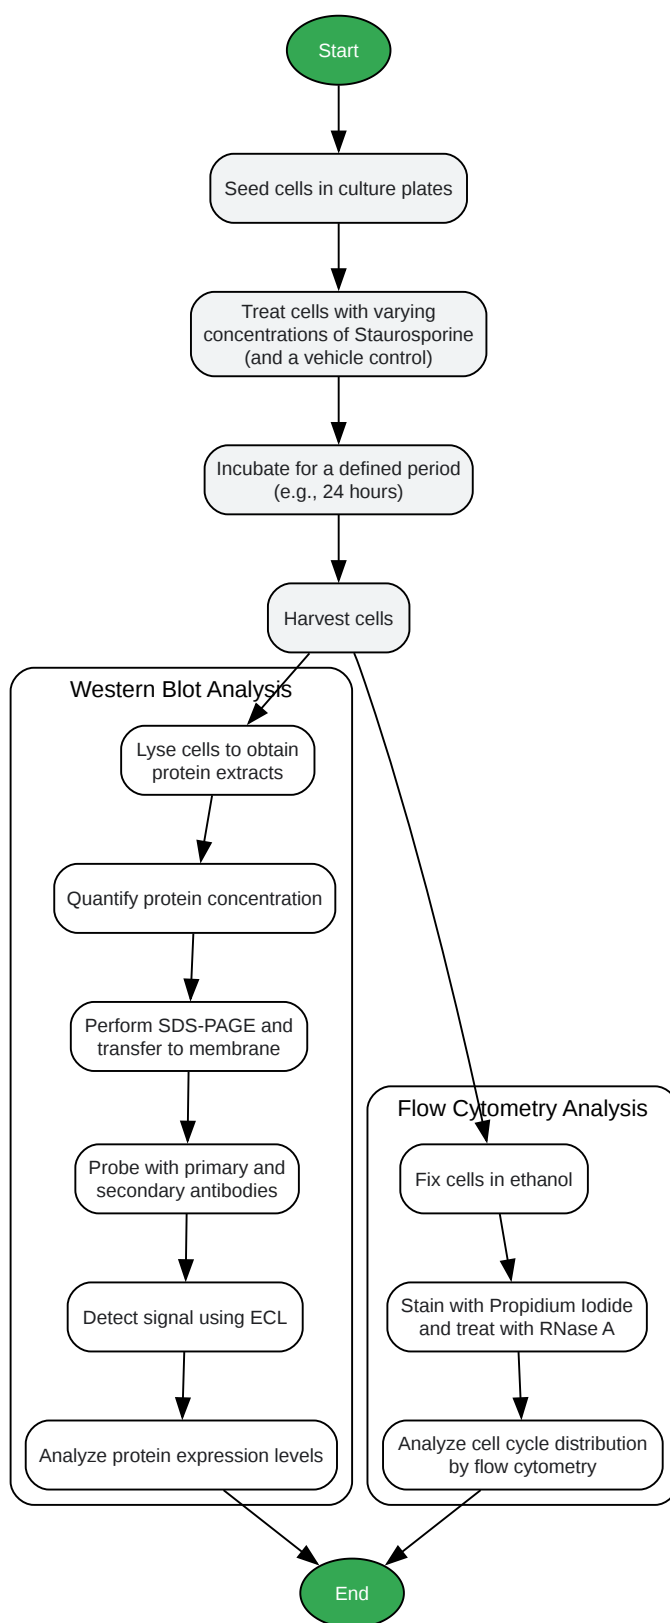 Start
Seed cells in culture plates
Treat cells with varying
concentrations of Staurosporine
(and a vehicle control)
Incubate for a defined period
(e.g., 24 hours)
Harvest cells
Western Blot Analysis
Lyse cells to obtain
protein extracts
Quantify protein concentration
Perform SDS-PAGE and
transfer to membrane
Probe with primary and
secondary antibodies
Detect signal using ECL
Analyze protein expression levels
Flow Cytometry Analysis
Fix cells in ethanol
Stain with Propidium Iodide
and treat with RNase A
Analyze cell cycle distribution
by flow cytometry
End